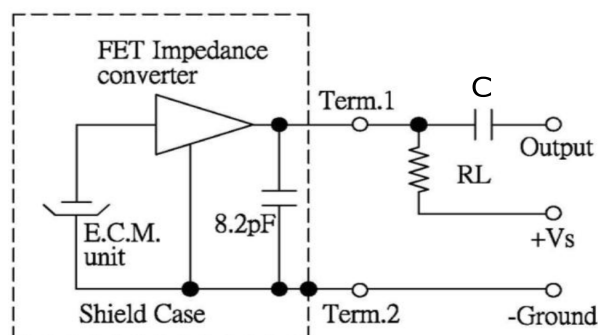 FET Impedance
converter
Term.1
C
Output
RL
8.2pF
+Vs
E.C.M.
unit
Shield Case
Term.2
-Ground